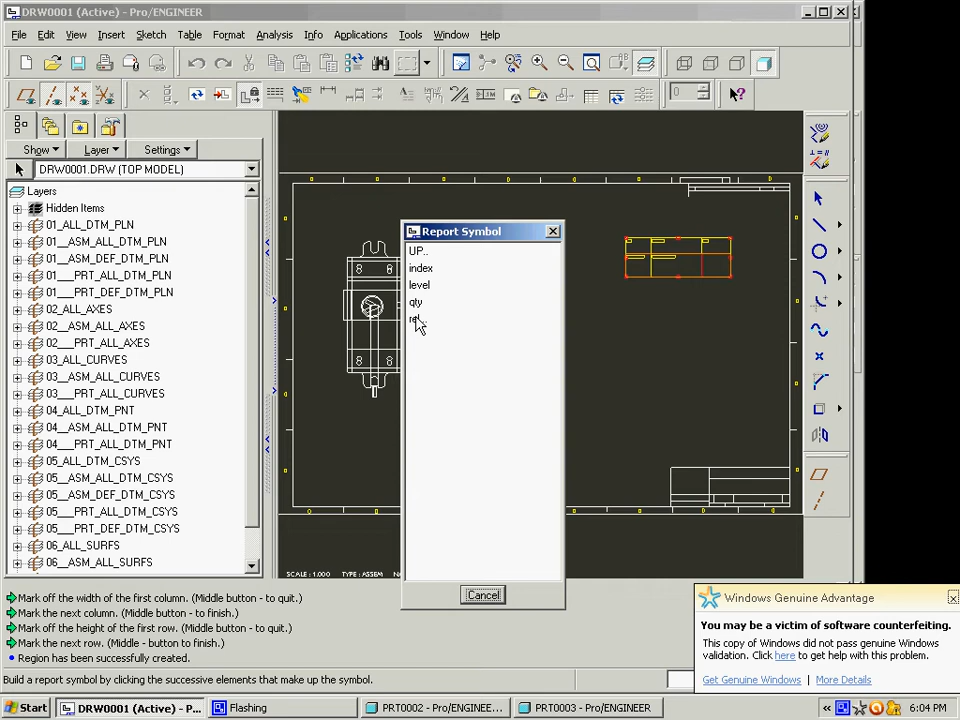 DRW0001 (Active) - Pro/ENGINEER
File Edit View Insert Sketch Table Format Analysis Info Applications Tools Window Help
Show Layer Settings
DRW0001.DRW (TOP MODEL)
Layers
Hidden Items
01_ALL_DTM_PLN
01__ASM_ALL_DTM_PLN
01__ASM_DEF_DTM_PLN
01___PRT_ALL_DTM_PLN
01___PRT_DEF_DTM_PLN
02_ALL_AXES
02__ASM_ALL_AXES
02___PRT_ALL_AXES
03_ALL_CURVES
03__ASM_ALL_CURVES
03___PRT_ALL_CURVES
04_ALL_DTM_PNT
04__ASM_ALL_DTM_PNT
04___PRT_ALL_DTM_PNT
05_ALL_DTM_CSYS
05__ASM_ALL_DTM_CSYS
05__ASM_DEF_DTM_CSYS
05___PRT_ALL_DTM_CSYS
05___PRT_DEF_DTM_CSYS
06_ALL_SURFS
06__ASM_ALL_SURFS
Report Symbol
UP..
index
level
qty
Cancel
SCALE : 1.000 TYPE : ASSEM
Mark off the width of the first column. (Middle button - to quit.)
Mark the next column. (Middle button - to finish.)
Mark off the height of the first row. (Middle button - to quit.)
Mark the next row. (Middle - button to finish.)
Region has been successfully created.
Build a report symbol by clicking the successive elements that make up the symbol.
Windows Genuine Advantage
You may be a victim of software counterfeiting.
This copy of Windows did not pass genuine Windows
validation. Click here to get help with this problem.
Get Genuine Windows More Details
Start DRW0001 (Active) - P... Flashing PRT0002 - Pro/ENGINEE... PRT0003 - Pro/ENGINEER 6:04 PM